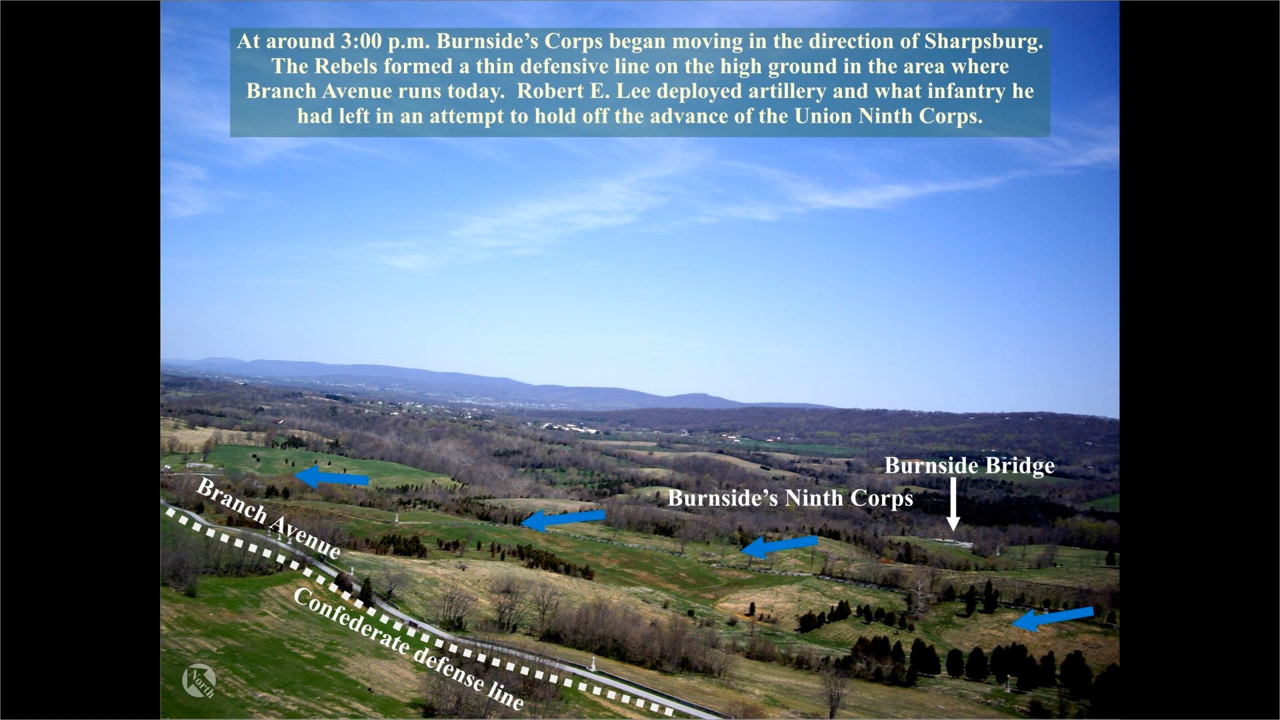 At around 3:00 p.m. Burnside’s Corps began moving in the direction of Sharpsburg.
The Rebels formed a thin defensive line on the high ground in the area where
Branch Avenue runs today.  Robert E. Lee deployed artillery and what infantry he
had left in an attempt to hold off the advance of the Union Ninth Corps.
Burnside Bridge
Burnside’s Ninth Corps
Branch Avenue
Confederate defense line
North